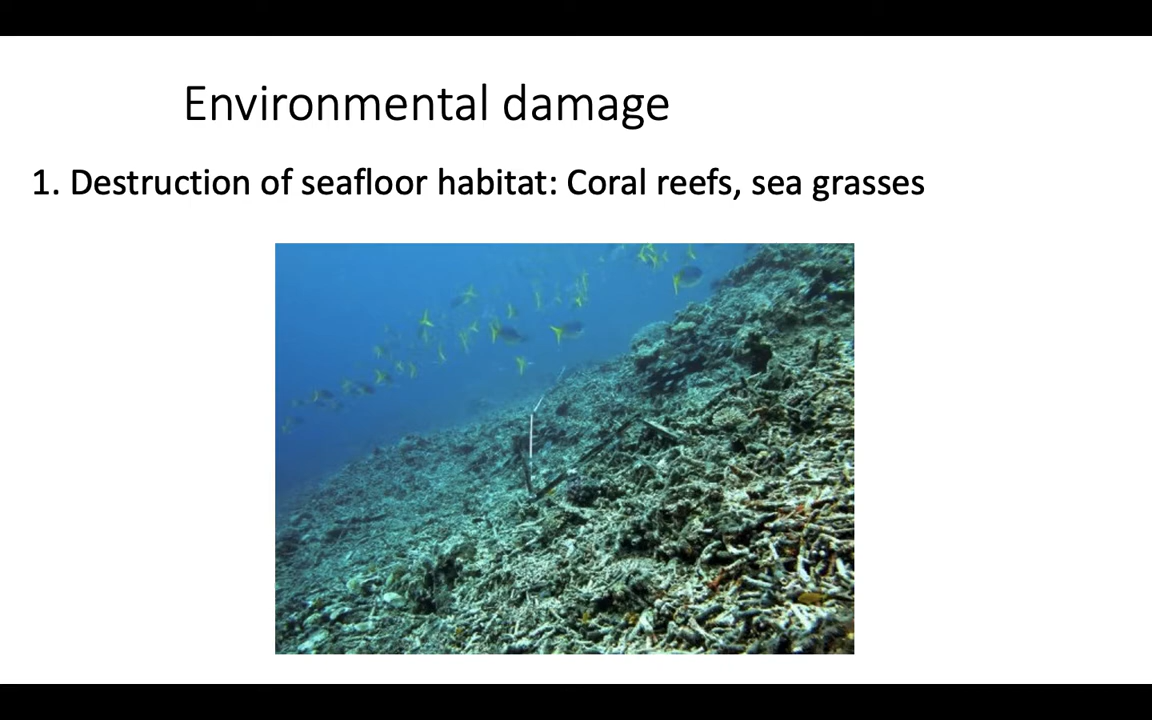 Environmental damage
1. Destruction of seafloor habitat: Coral reefs, sea grasses